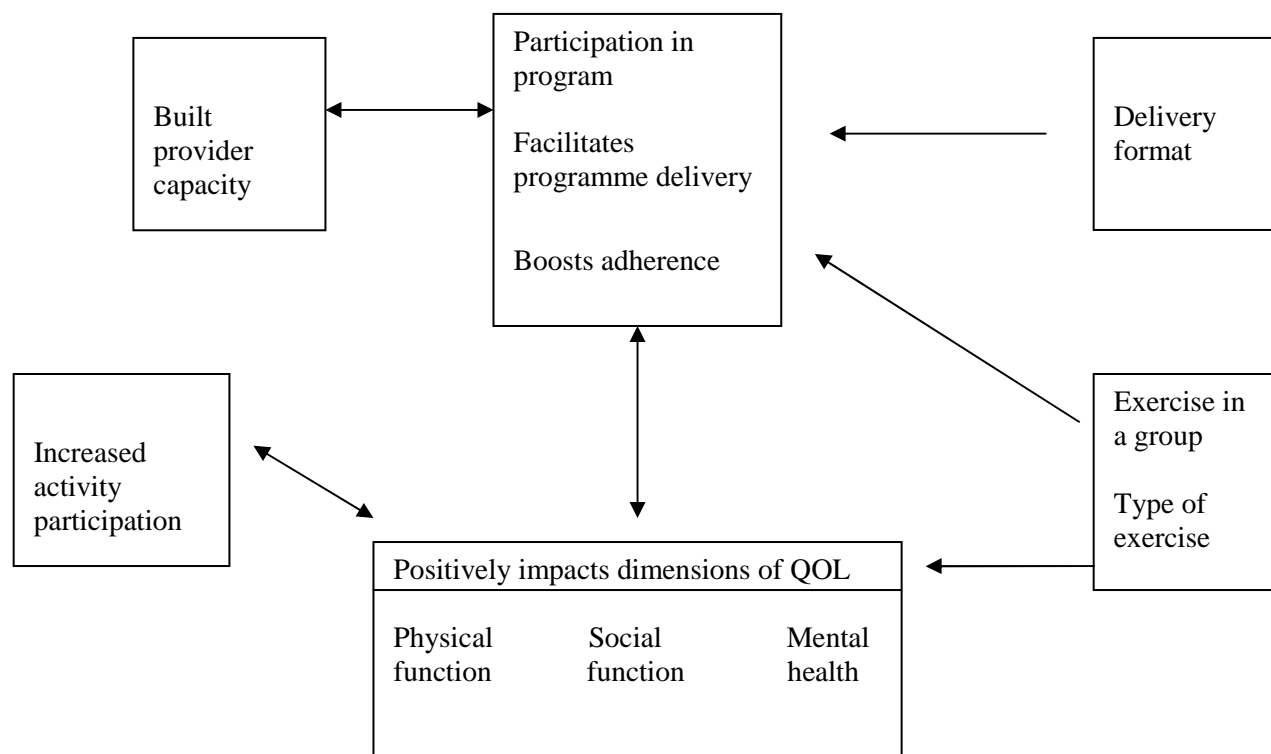 Participation in
program
Facilitates
programme delivery
Boosts adherence
Built
provider
capacity
Delivery
format
Increased
activity
participation
Exercise in
a group
Type of
exercise
Positively impacts dimensions of QOL
Physical
function
Social
function
Mental
health